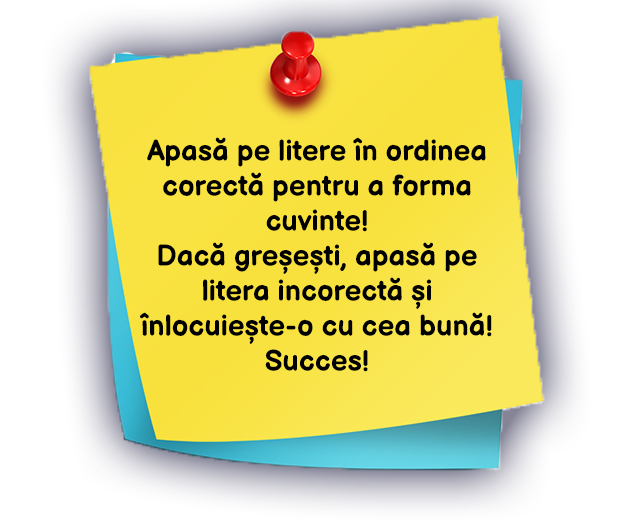 Apasă pe litere în ordinea
corectă pentru a forma
cuvinte!
Dacă greșești, apasă pe
litera incorectă și
înlocuiește-o cu cea bună!
Succes!